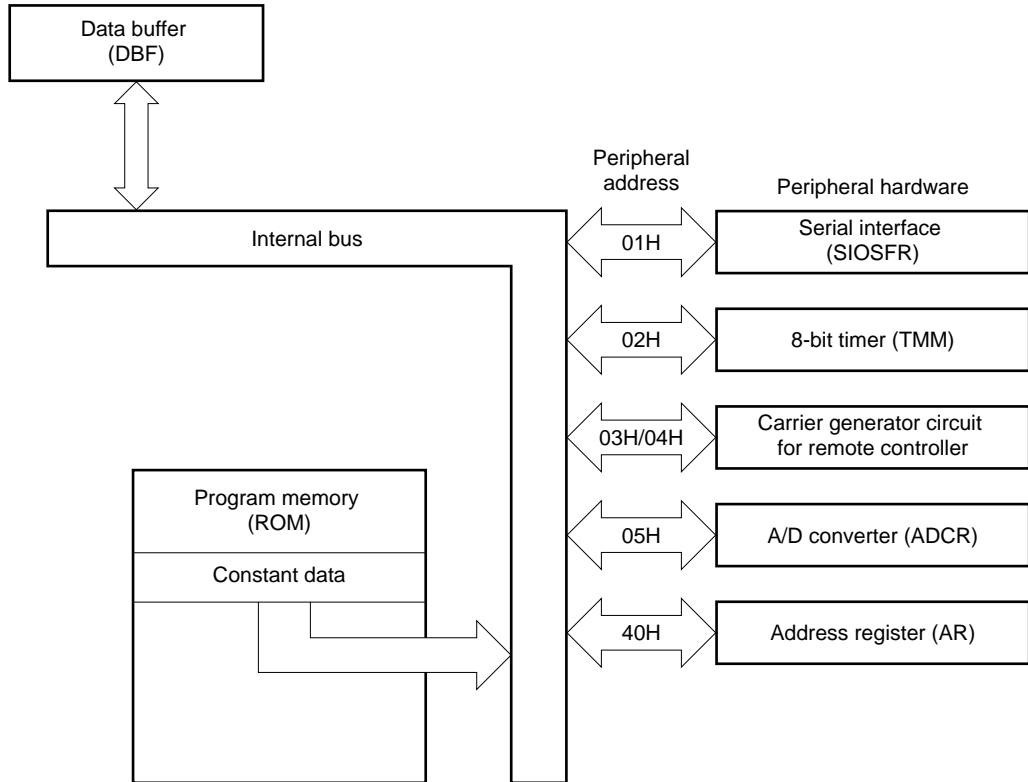 Data buffer
(DBF)
Peripheral
address
Peripheral hardware
Internal bus
01H
Serial interface
(SIOSFR)
02H
8-bit timer (TMM)
03H/04H
Carrier generator circuit
for remote controller
Program memory
(ROM)
05H
A/D converter (ADCR)
Constant data
40H
Address register (AR)